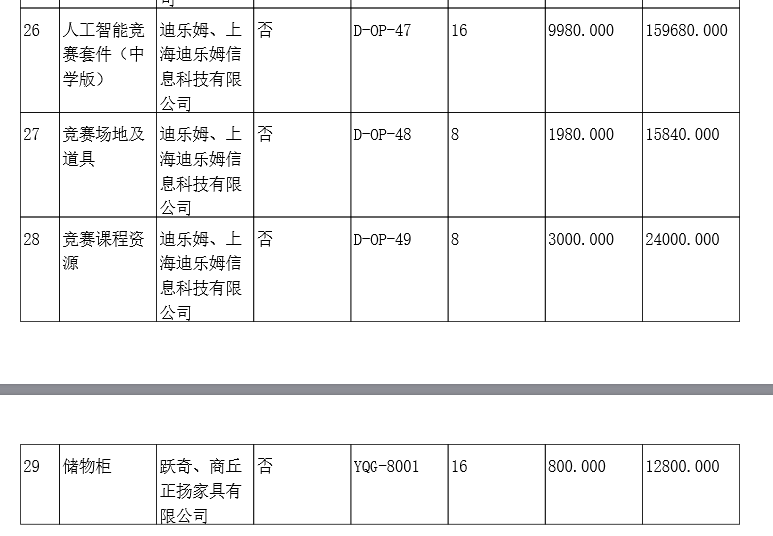 26 人工智能竞 迪乐姆、上 否 D-OP-47 16 9980.000 159680.000
赛套件（中 海迪乐姆信
学版） 息科技有限
公司
27 竞赛场地及 迪乐姆、上 否 D-OP-48 8 1980.000 15840.000
道具 海迪乐姆信
息科技有限
公司
28 竞赛课程资 迪乐姆、上 否 D-OP-49 8 3000.000 24000.000
源 海迪乐姆信
息科技有限
公司
29 储物柜 跃奇、商丘 否 YQG-8001 16 800.000 12800.000
正扬家具有
限公司